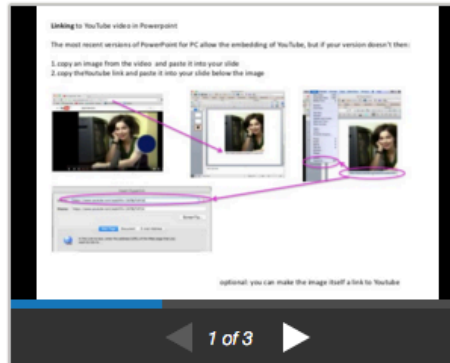 Linking to YouTube video in Powerpoint
The most recent versions of PowerPoint for PC allow the embedding of YouTube, but if your version doesn't then:
1.copy an image from the video and paste it into your slide
2.copy theYoutube link and paste it into your slide below the image
optional: you can make the image itself a link to Youtube
1 of 3